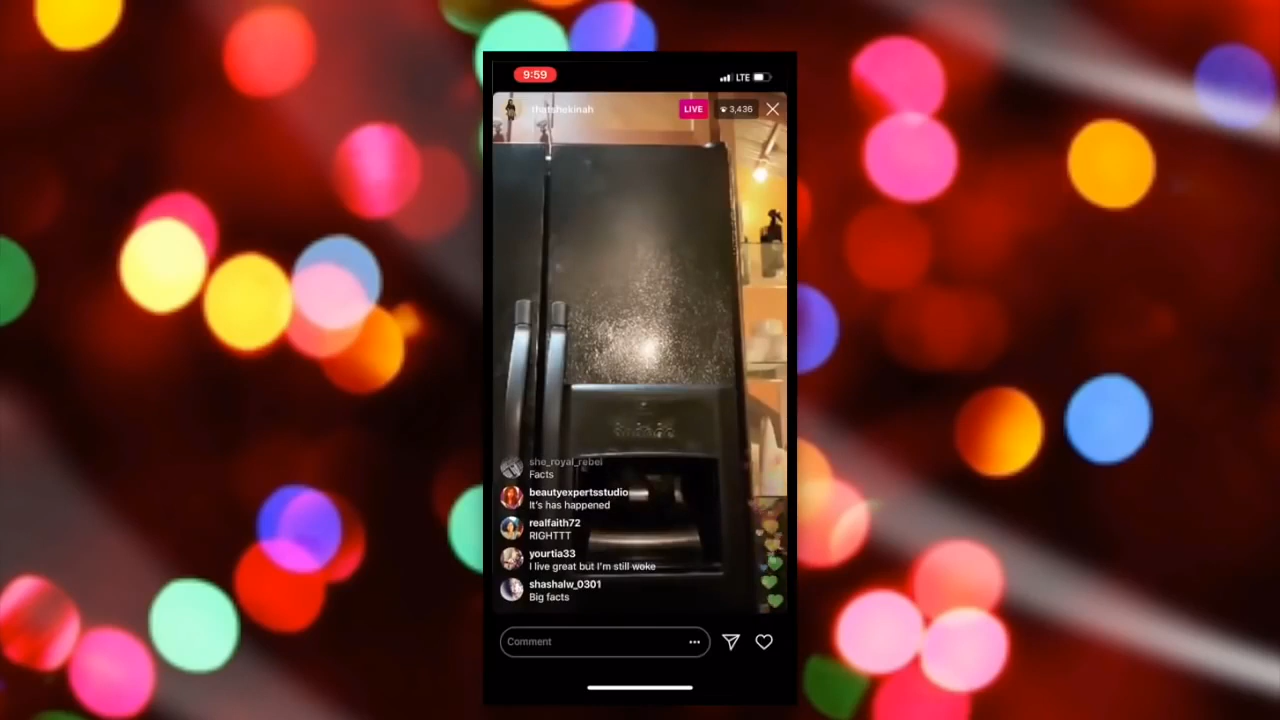 9:59
LTE
thatshekinah
LIVE
3,436
she_royal_rebel
Facts
beautyexpertsstudio
It's has happened
realfaith72
RIGHTTT
yourtia33
I live great but I'm still woke
shashalw_0301
Big facts
Comment